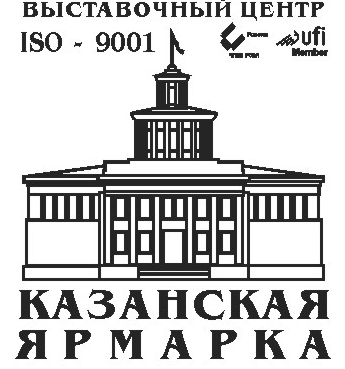 ВЫСТАВОЧНЫЙ ЦЕНТР
ISO - 9001
ufi
Member
КАЗАНСКАЯ
ЯРМАРКА